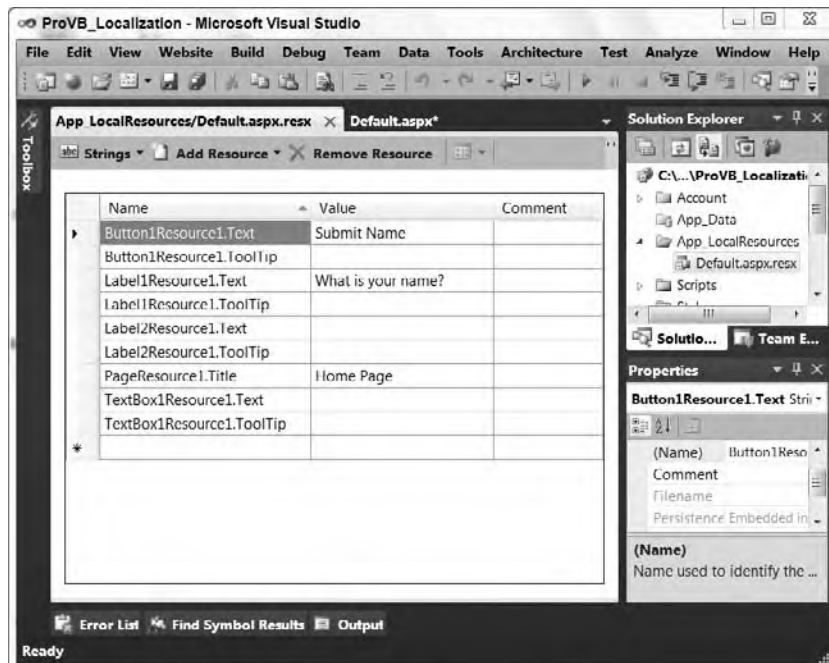 ProVB_Localization - Microsoft Visual Studio
File Edit View Website Build Debug Team Data Tools Architecture Test Analyze Window Help
Toolbox
App_LocalResources/Default.aspx.resx Default.aspx*
abc Strings Add Resource Remove Resource
Name Value Comment
Button1Resource1.Text Submit Name
Button1Resource1.ToolTip
Label1Resource1.Text What is your name?
Label1Resource1.ToolTip
Label2Resource1.Text
Label2Resource1.ToolTip
PageResource1.Title Home Page
TextBox1Resource1.Text
TextBox1Resource1.ToolTip
Solution Explorer
C:\...\ProVB_Localizati
Account
App_Data
App_LocalResources
Default.aspx.resx
Scripts
Solutio... Team E...
Properties
Button1Resource1.Text Stri
(Name) Button1Reso
Comment
Filename
Persistence Embedded in
(Name)
Name used to identify the ...
Error List Find Symbol Results Output
Ready